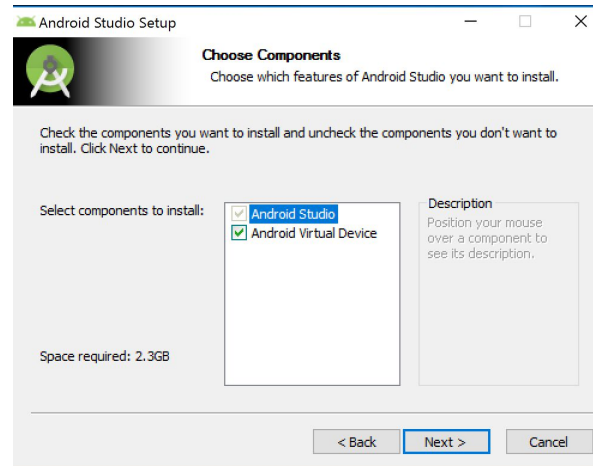 Android Studio Setup
Choose Components
Choose which features of Android Studio you want to install.
Check the components you want to install and uncheck the components you don't want to
install. Click Next to continue.
Select components to install:
Android Studio
Android Virtual Device
Description
Position your mouse
over a component to
see its description.
Space required: 2.3GB
< Back
Next >
Cancel